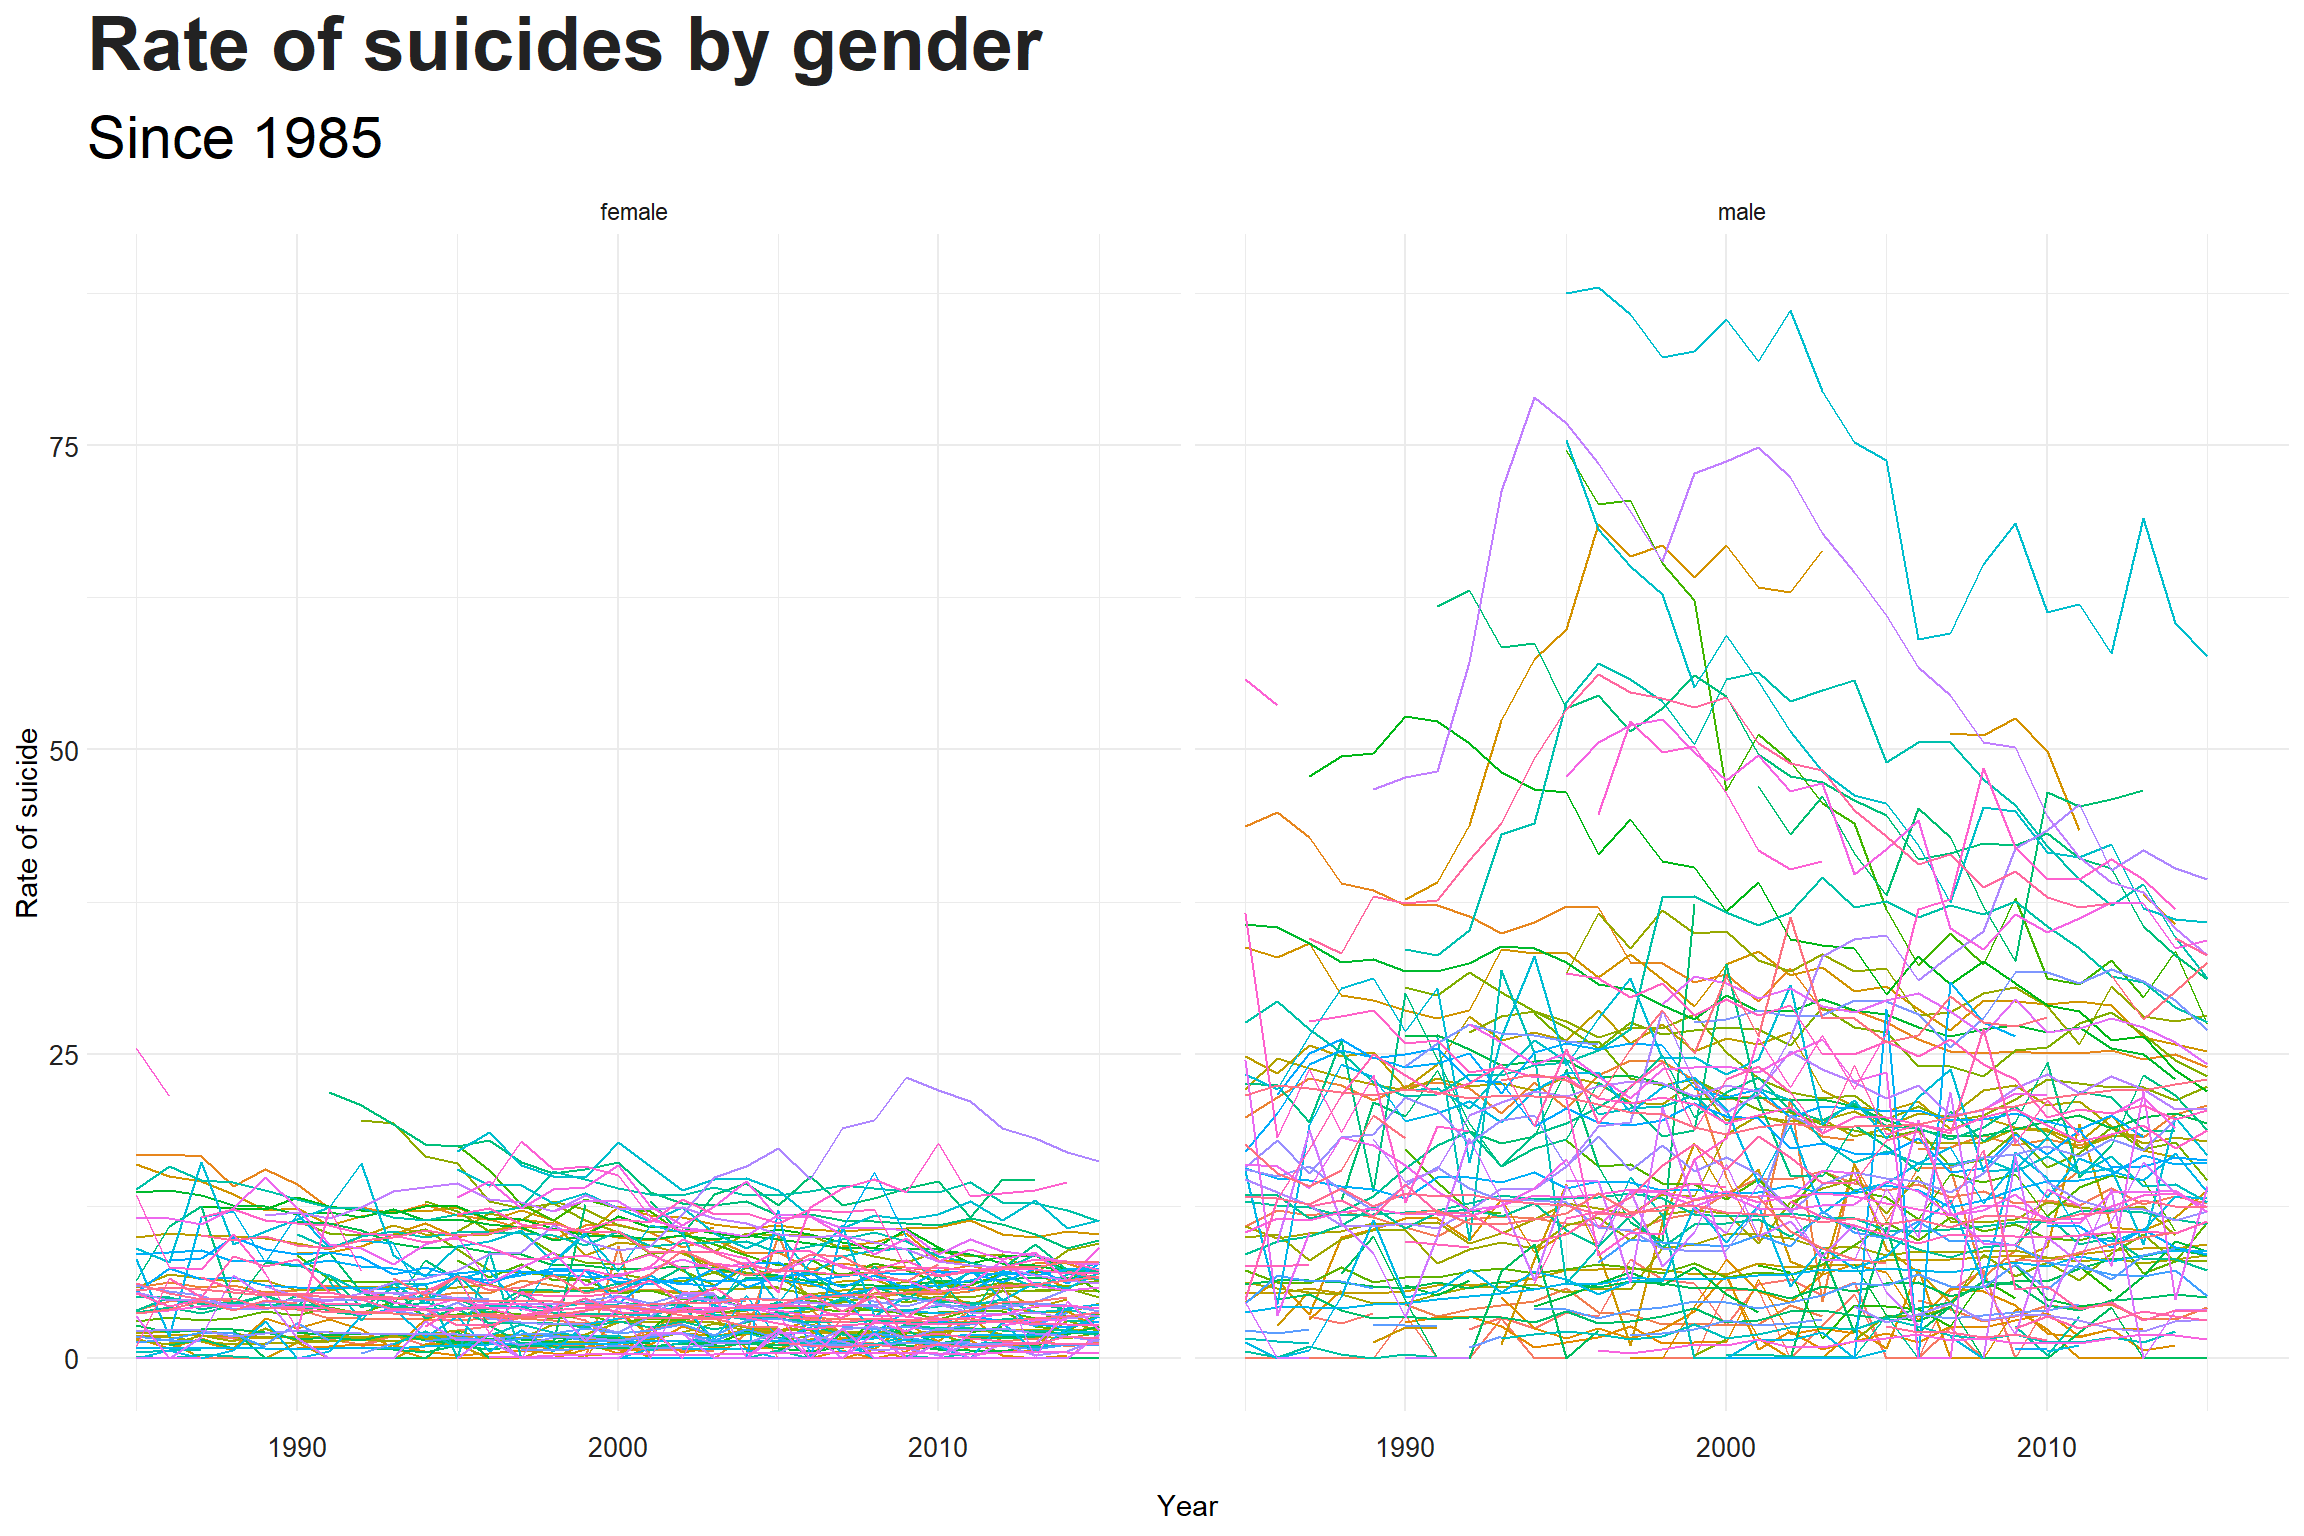 Rate of suicides by gender
Since 1985
female
male
75
50
25
0
Rate of suicide
1990
2000
2010
1990
2000
2010
Year